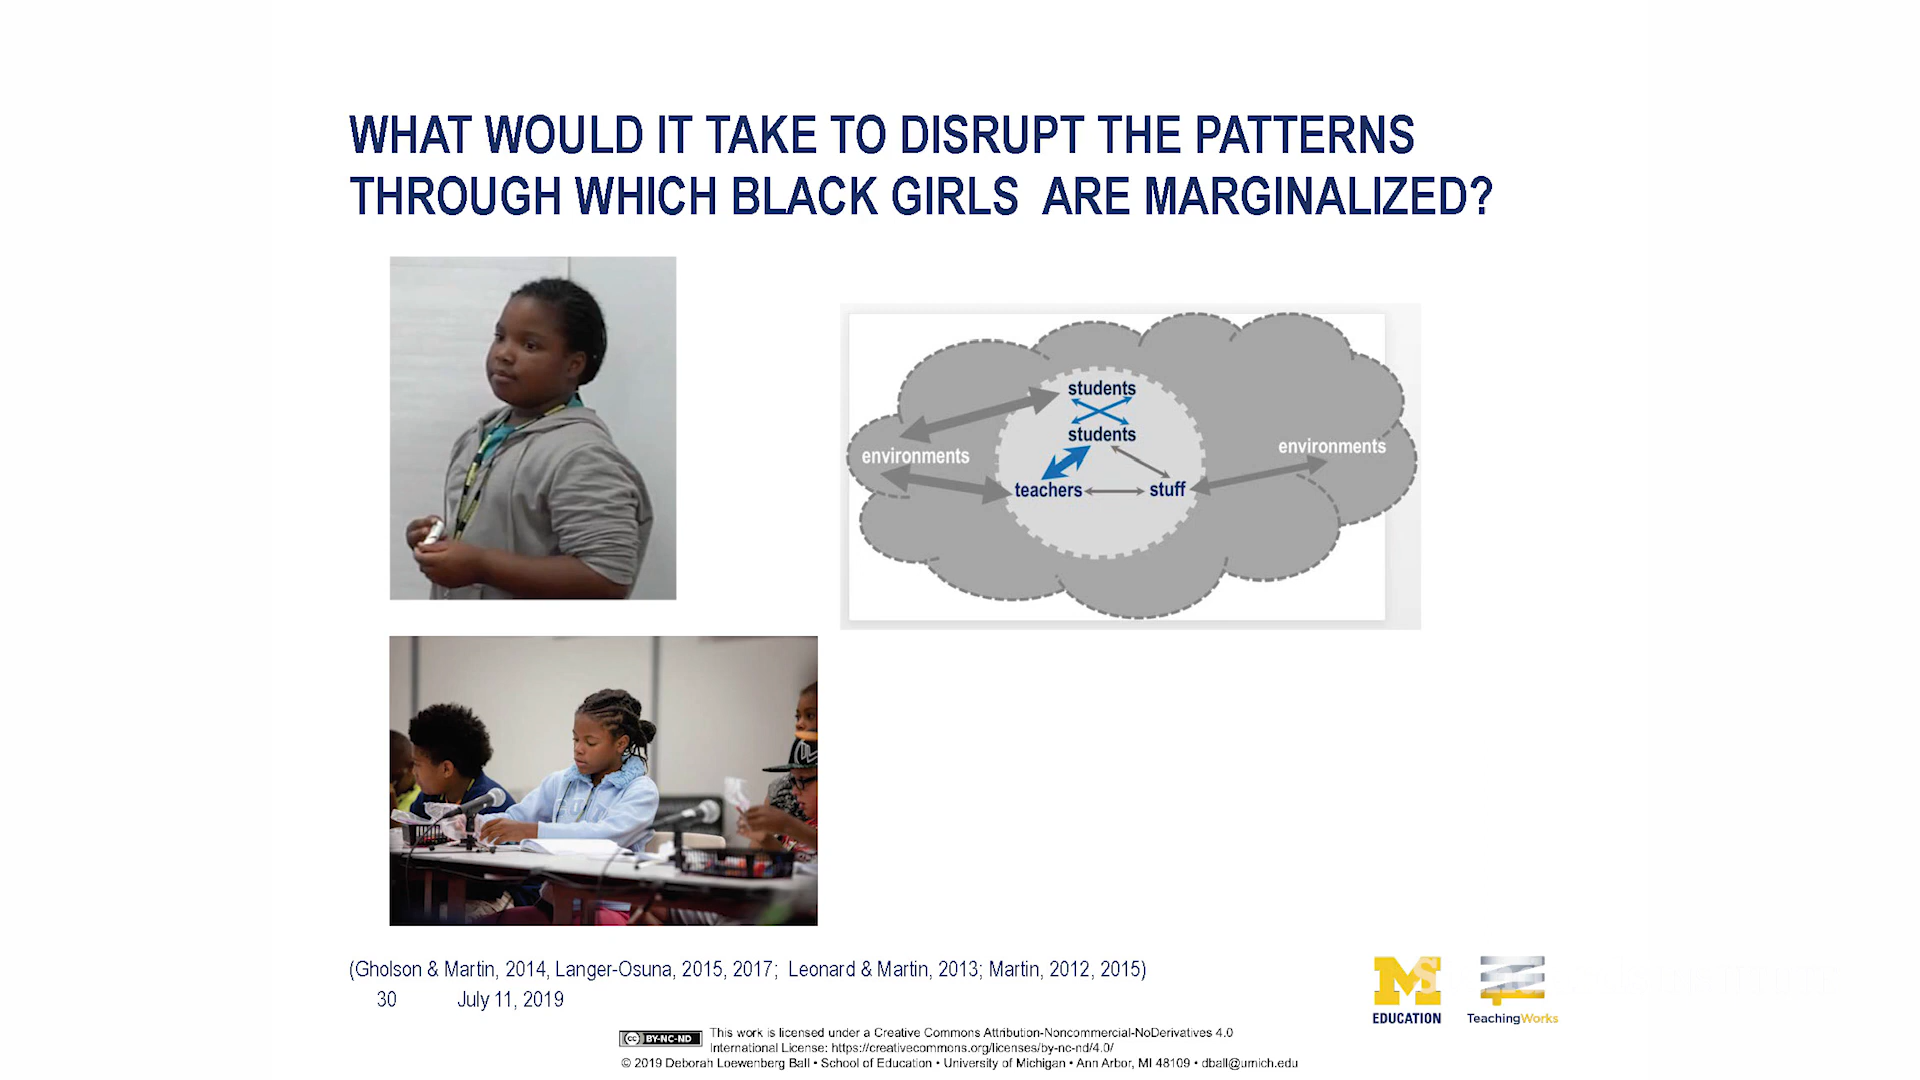 WHAT WOULD IT TAKE TO DISRUPT THE PATTERNS
THROUGH WHICH BLACK GIRLS ARE MARGINALIZED?
students
students
environments
environments
teachers
stuff
(Gholson & Martin, 2014, Langer-Osuna, 2015, 2017; Leonard & Martin, 2013; Martin, 2012, 2015)
30 July 11, 2019
M
EDUCATION
TeachingWorks
cc BY-NC-ND
This work is licensed under a Creative Commons Attribution-Noncommercial-NoDerivatives 4.0
International License: https://creativecommons.org/licenses/by-nc-nd/4.0/
© 2019 Deborah Loewenberg Ball • School of Education • University of Michigan • Ann Arbor, MI 48109 • dball@umich.edu